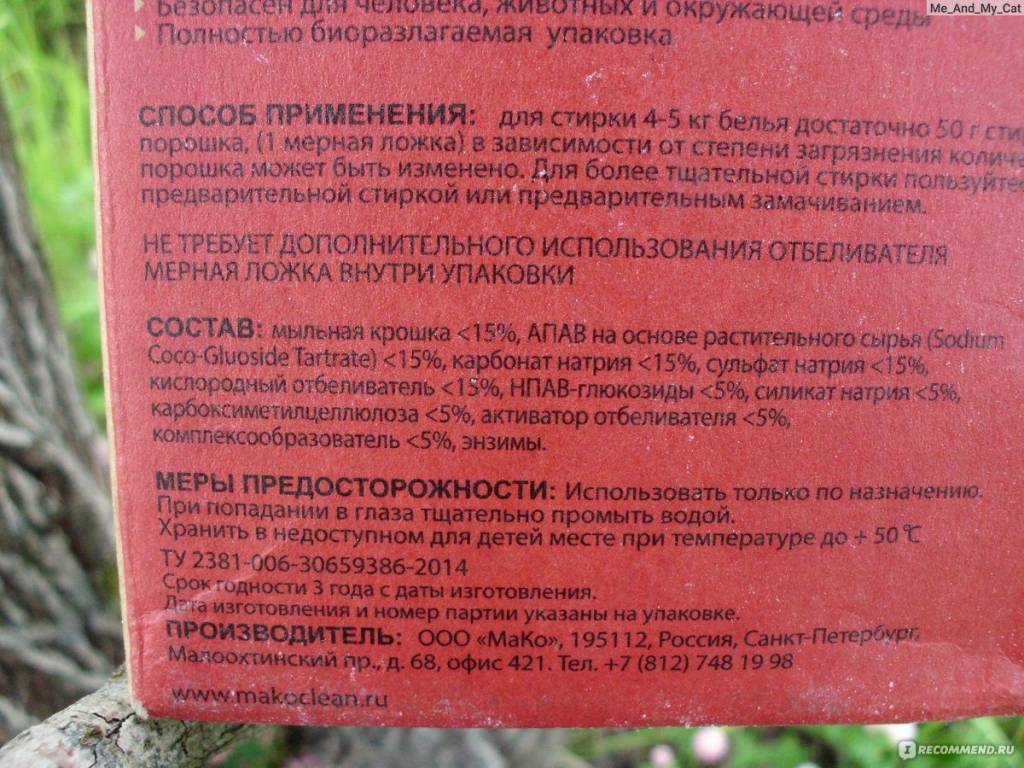 Me_And_My_Cat
Безопасен для человека, животных и окружающей среды
Полностью биоразлагаемая упаковка
СПОСОБ ПРИМЕНЕНИЯ: для стирки 4-5 кг белья достаточно 50 г сти
порошка, (1 мерная ложка) в зависимости от степени загрязнения количе
порошка может быть изменено. Для более тщательной стирки пользуйтес
предварительной стиркой или предварительным замачиванием.
НЕ ТРЕБУЕТ ДОПОЛНИТЕЛЬНОГО ИСПОЛЬЗОВАНИЯ ОТБЕЛИВАТЕЛЯ
МЕРНАЯ ЛОЖКА ВНУТРИ УПАКОВКИ
СОСТАВ: мыльная крошка <15%, АПАВ на основе растительного сырья (Sodium
Coco-Gluoside Tartrate) <15%, карбонат натрия <15%, сульфат натрия <15%,
кислородный отбеливатель <15%, НПАВ-глюкозиды <5%, силикат натрия <5%,
карбоксиметилцеллюлоза <5%, активатор отбеливателя <5%,
комплексообразователь <5%, энзимы.
МЕРЫ ПРЕДОСТОРОЖНОСТИ: Использовать только по назначению.
При попадании в глаза тщательно промыть водой.
Хранить в недоступном для детей месте при температуре до + 50 ℃
ТУ 2381-006-30659386-2014
Срок годности 3 года с даты изготовления.
Дата изготовления и номер партии указаны на упаковке.
ПРОИЗВОДИТЕЛЬ: ООО «МаКо», 195112, Россия, Санкт-Петербург,
Малоохтинский пр., д. 68, офис 421. Тел. +7 (812) 748 19 98
www.makoclean.ru
RECOMMEND.RU